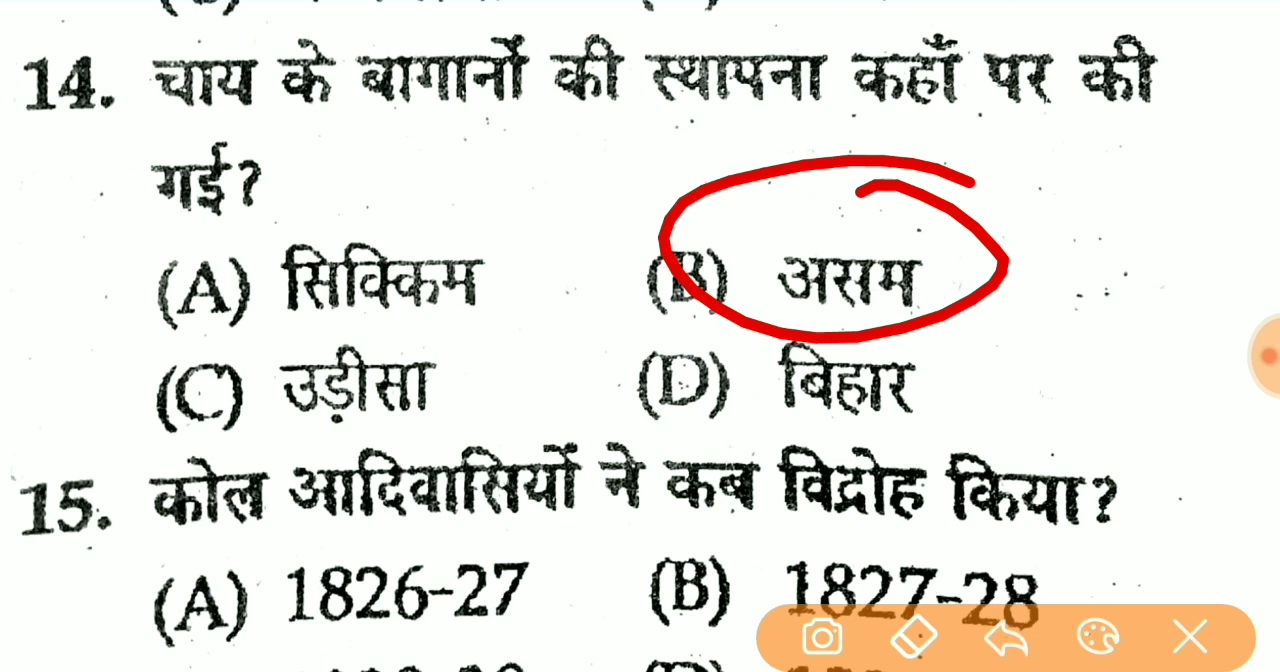 14. चाय के बागानों की स्थापना कहाँ पर की
गई?
(A) सिक्किम (B) असम
(C) उड़ीसा (D) बिहार
15. कोल आदिवासियों ने कब विद्रोह किया?
(A) 1826-27 (B) 1827-28